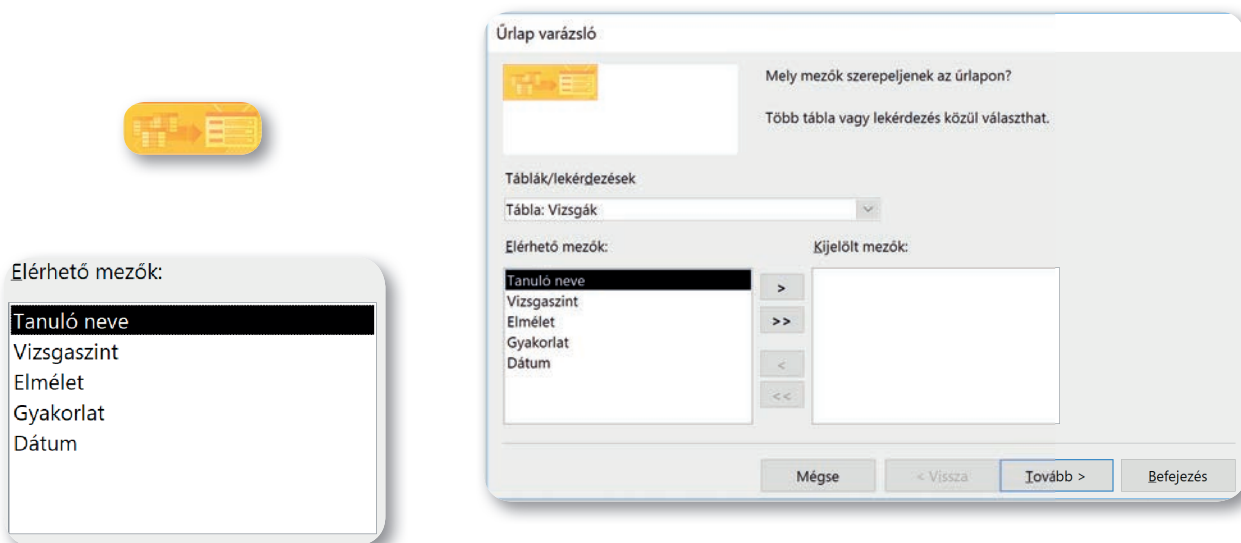 Elérhető mezők:
Tanuló neve
Vizsgaszint
Elmélet
Gyakorlat
Dátum
Űrlap varázsló
Mely mezők szerepeljenek az űrlapon?
Több tábla vagy lekérdezés közül választhat.
Táblák/lekérdezések
Tábla: Vizsgák
Elérhető mezők:
Kijelölt mezők:
Tanuló neve
Vizsgaszint
Elmélet
Gyakorlat
Dátum
>
>>
<
<<
Mégse
< Vissza
Tovább >
Befejezés